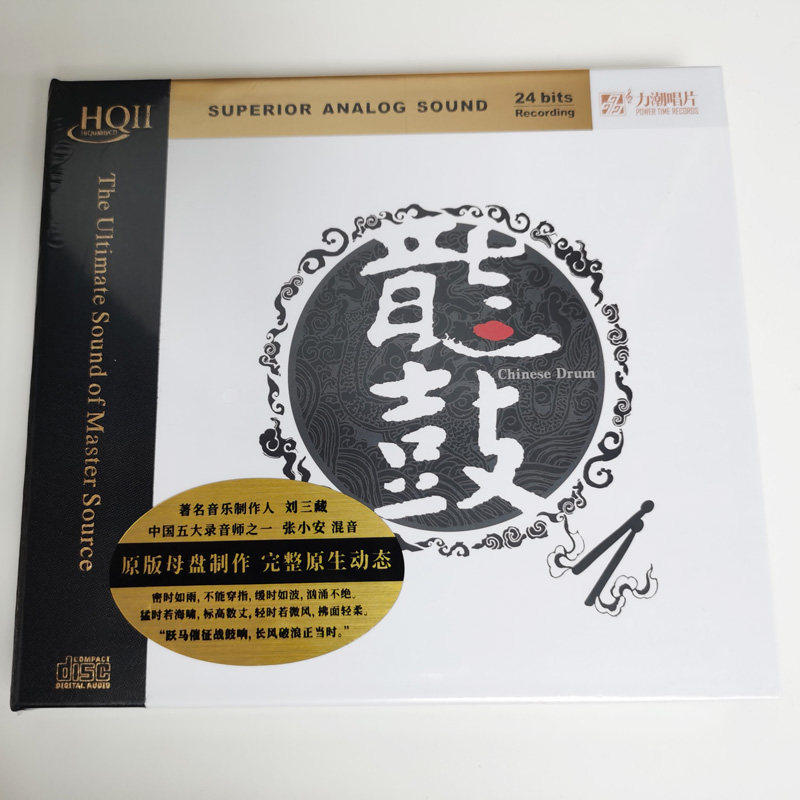 HQII
HiQualityCD
SUPERIOR ANALOG SOUND
24 bits
Recording
力潮唱片
POWER TIME RECORDS
The Ultimate Sound of Master Source
龍鼓
Chinese Drum
著名音乐制作人 刘三藏
中国五大录音师之一 张小安 混音
原版母盘制作 完整原生动态
密时如雨,不能穿指,缓时如波,汹涌不绝。
猛时若海啸,标高数丈,轻时若微风,拂面轻柔。
“跃马催征战鼓响,长风破浪正当时。”
COMPACT
disc
DIGITAL AUDIO